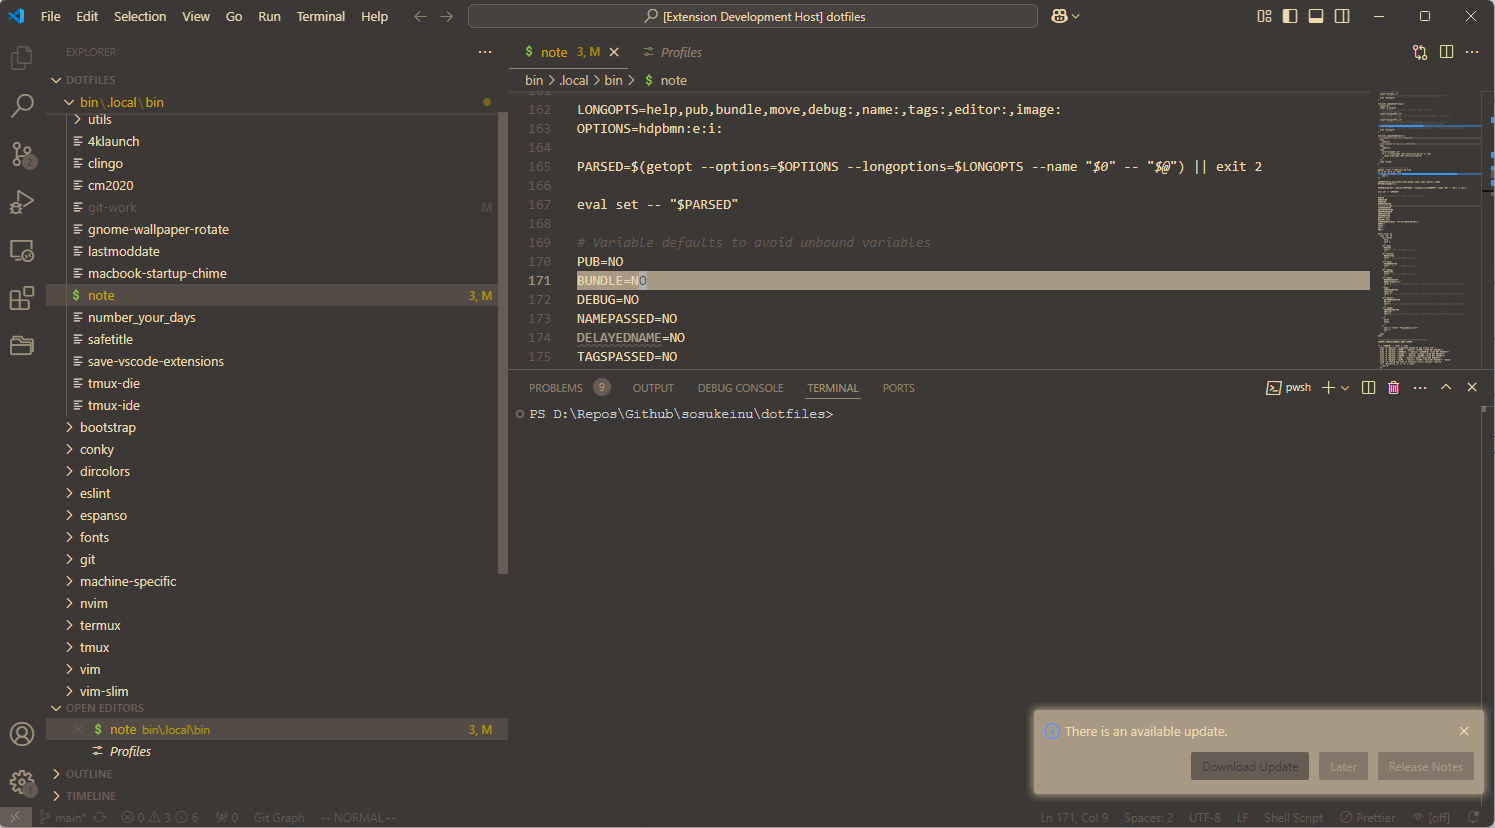 File Edit Selection View Go Run Terminal Help
[Extension Development Host] dotfiles
EXPLORER
DOTFILES
bin\.local\bin
utils
4klaunch
clingo
cm2020
git-work M
gnome-wallpaper-rotate
lastmoddate
macbook-startup-chime
$ note 3, M
number_your_days
safetitle
save-vscode-extensions
tmux-die
tmux-ide
bootstrap
conky
dircolors
eslint
espanso
fonts
git
machine-specific
nvim
termux
tmux
vim
vim-slim
OPEN EDITORS
$ note bin\.local\bin 3, M
Profiles
OUTLINE
TIMELINE
2
1
$ note 3, M
Profiles
bin > .local > bin > $ note
161
162 LONGOPTS=help,pub,bundle,move,debug:,name:,tags:,editor:,image:
163 OPTIONS=hdpbmn:e:i:
164
165 PARSED=$(getopt --options=$OPTIONS --longoptions=$LONGOPTS --name "$0" -- "$@") || exit 2
166
167 eval set -- "$PARSED"
168
169 # Variable defaults to avoid unbound variables
170 PUB=NO
171 BUNDLE=NO
172 DEBUG=NO
173 NAMEPASSED=NO
174 DELAYEDNAME=NO
175 TAGSPASSED=NO
PROBLEMS 9 OUTPUT DEBUG CONSOLE TERMINAL PORTS
pwsh
PS D:\Repos\Github\sosukeinu\dotfiles>
There is an available update.
Download Update Later Release Notes
main* 0 3 6 0 Git Graph -- NORMAL --
Ln 171, Col 9 Spaces: 2 UTF-8 LF Shell Script Prettier [off]